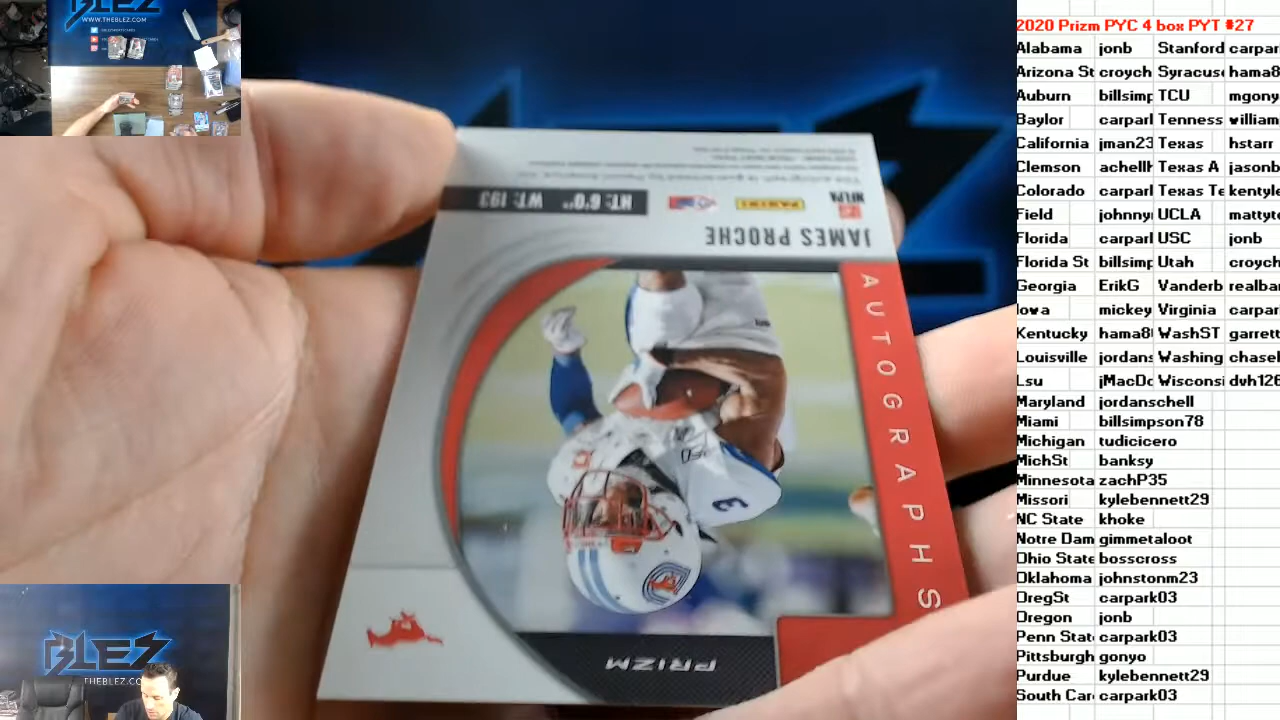 BLEZ
WWW.THEBLEZ.COM
JAMES PROCHE
HT: 6'0" WT: 193
PANINI
NFLPA
AUTOGRAPHS
3
PRIZM
BLEZ
THEBLEZ.COM
2020 Prizm PYC 4 box PYT #27
Alabama jonb Stanford carpar
Arizona St croych Syracus hama8
Auburn billsimp TCU mgony
Baylor carparl Tenness william
California jman23 Texas hstarr
Clemson achellh Texas A jasonb
Colorado carparl Texas Te kentyle
Field johnny UCLA mattyt
Florida carparl USC jonb
Florida St billsimp Utah croych
Georgia ErikG Vanderb realba
Iowa mickey Virginia carpar
Kentucky hama8 WashST garrett
Louisville jordans Washing chasel
Lsu jMacDo Wisconsi dvh126
Maryland jordanschell
Miami billsimpson78
Michigan tudicicero
MichSt banksy
Minnesota zachP35
Missori kylebennett29
NC State khoke
Notre Dam gimmetaloot
Ohio State bosscross
Oklahoma johnstonm23
OregSt carpark03
Oregon jonb
Penn Stat carpark03
Pittsburgh gonyo
Purdue kylebennett29
South Car carpark03